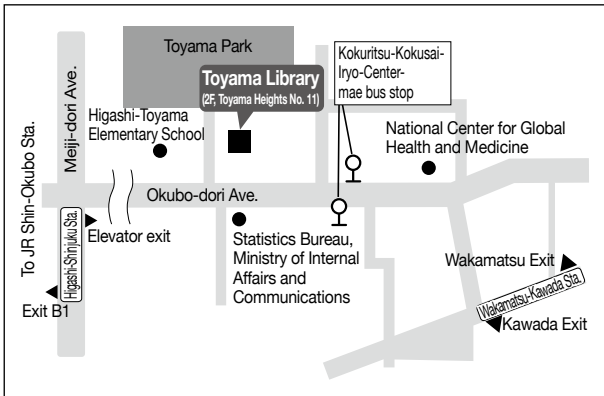 Toyama Park
Toyama Library
(2F, Toyama Heights No. 11)
Kokuritsu-Kokusai-
Iryo-Center-
mae bus stop
Meiji-dori Ave.
To JR Shin-Okubo Sta.
Higashi-Toyama
Elementary School
National Center for Global
Health and Medicine
Okubo-dori Ave.
Higashi-Shinjuku Sta.
Elevator exit
Exit B1
Statistics Bureau,
Ministry of Internal
Affairs and
Communications
Wakamatsu Exit
Wakamatsu-Kawada Sta.
Kawada Exit